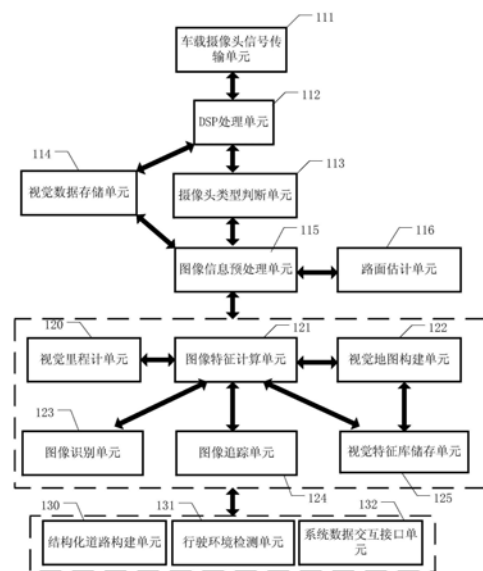 111
车载摄像头信号传
输单元
112
DSP处理单元
114
113
视觉数据存储单元
摄像头类型判断单元
115
116
图像信息预处理单元
路面估计单元
120
121
122
视觉里程计单元
图像特征计算单元
视觉地图构建单元
123
图像识别单元
图像追踪单元
视觉特征库储存单元
124
125
130
131
132
结构化道路构建单元
行驶环境检测单元
系统数据交互接口单
元